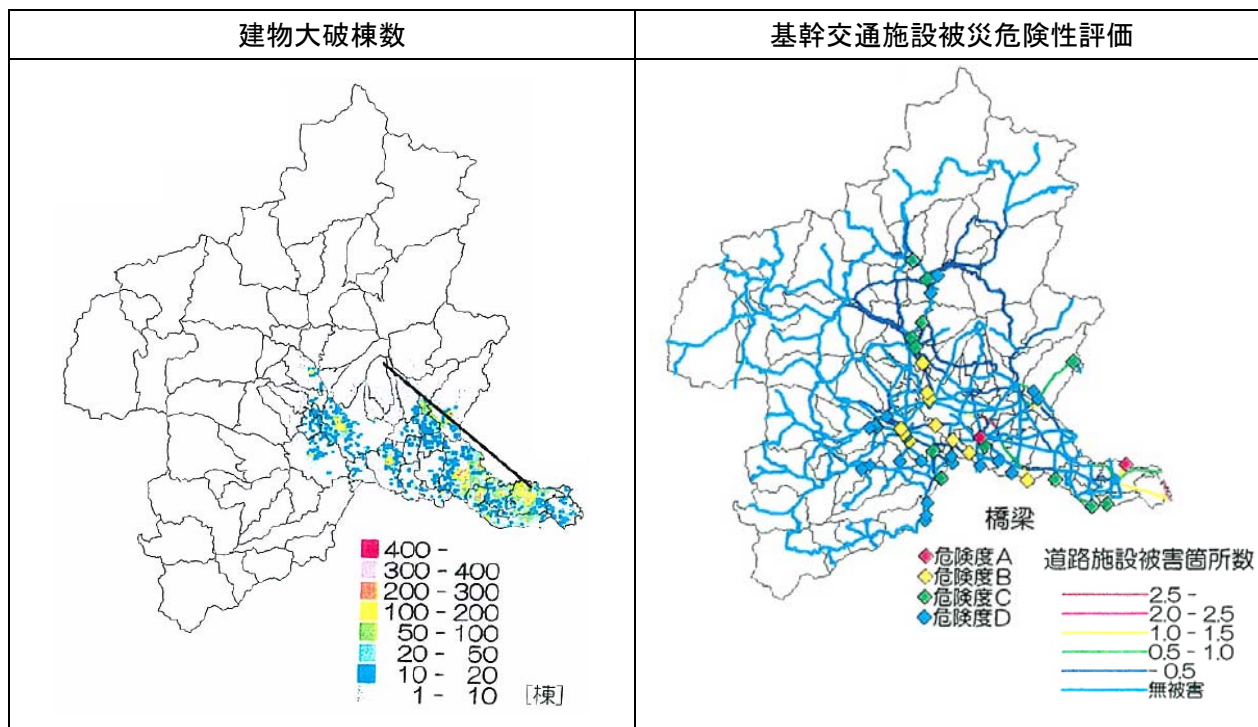 建物大破棟数
基幹交通施設被災危険性評価
400 -
300 - 400
200 - 300
100 - 200
50 - 100
20 - 50
10 - 20
1 - 10 [棟]
橋梁
危険度A
危険度B
危険度C
危険度D
道路施設被害箇所数
2.5 -
2.0 - 2.5
1.0 - 1.5
0.5 - 1.0
- 0.5
無被害